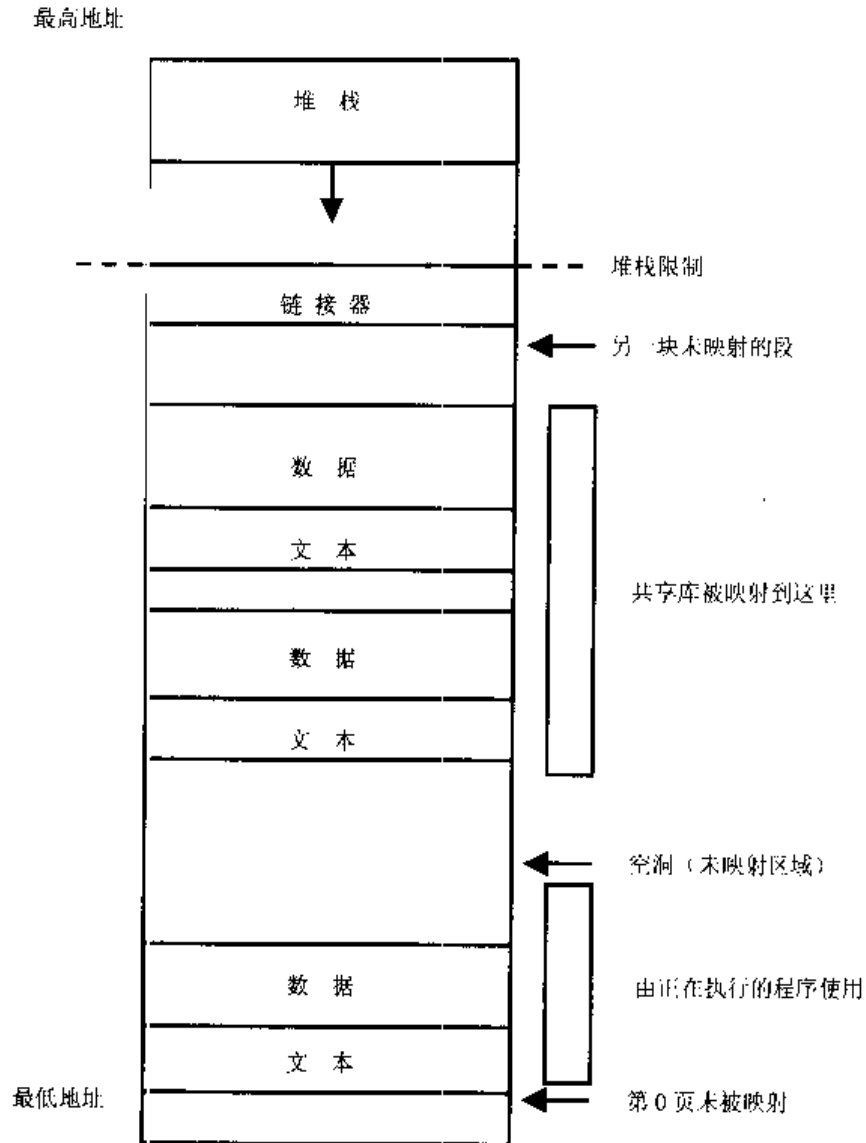 最高地址
堆 栈
堆栈限制
链 接 器
另一块未映射的段
数 据
文 本
共享库被映射到这里
数 据
文 本
空洞（未映射区域）
数 据
由正在执行的程序使用
文 本
最低地址
第0页未被映射